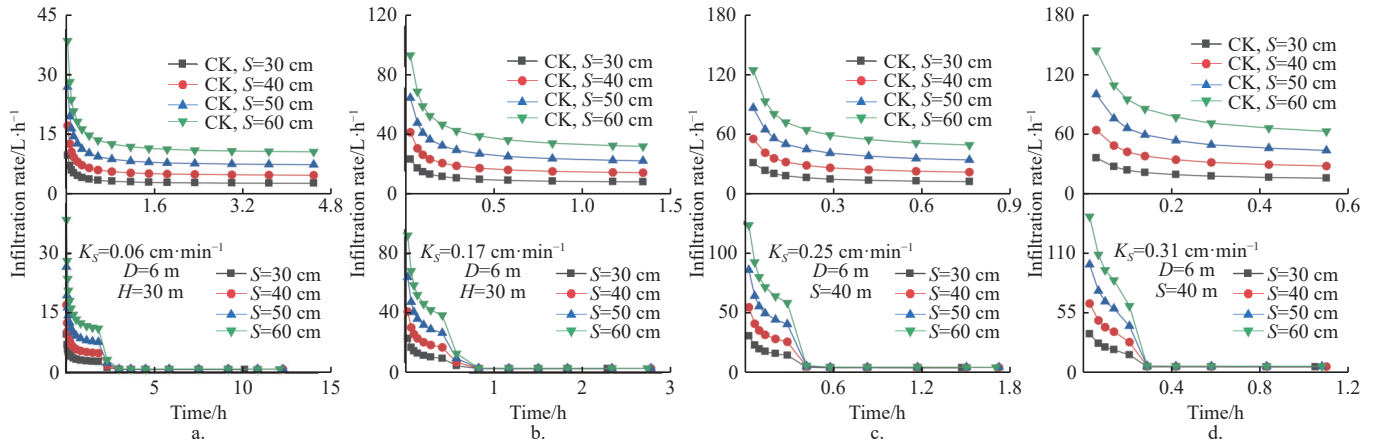 45
30
15
0
Infiltration rate/L·h⁻¹
CK, S=30 cm
CK, S=40 cm
CK, S=50 cm
CK, S=60 cm
1.6
3.2
4.8
120
80
40
0
CK, S=30 cm
CK, S=40 cm
CK, S=50 cm
CK, S=60 cm
0.6
1.2
180
120
60
0
CK, S=30 cm
CK, S=40 cm
CK, S=50 cm
CK, S=60 cm
0.3
0.6
0.9
180
120
60
0
CK, S=30 cm
CK, S=40 cm
CK, S=50 cm
CK, S=60 cm
0.2
0.4
0.6
30
15
0
Kₛ=0.06 cm·min⁻¹
D=6 m
H=30 m
S=30 cm
S=40 cm
S=50 cm
S=60 cm
5
10
15
Time/h
a.
80
40
0
Kₛ=0.17 cm·min⁻¹
D=6 m
H=30 m
S=30 cm
S=40 cm
S=50 cm
S=60 cm
1
2
3
Time/h
b.
100
50
0
Kₛ=0.25 cm·min⁻¹
D=6 m
S=40 m
S=30 cm
S=40 cm
S=50 cm
S=60 cm
0.6
1.2
1.8
Time/h
c.
110
55
0
Kₛ=0.31 cm·min⁻¹
D=6 m
S=40 m
S=30 cm
S=40 cm
S=50 cm
S=60 cm
0.4
0.8
1.2
Time/h
d.